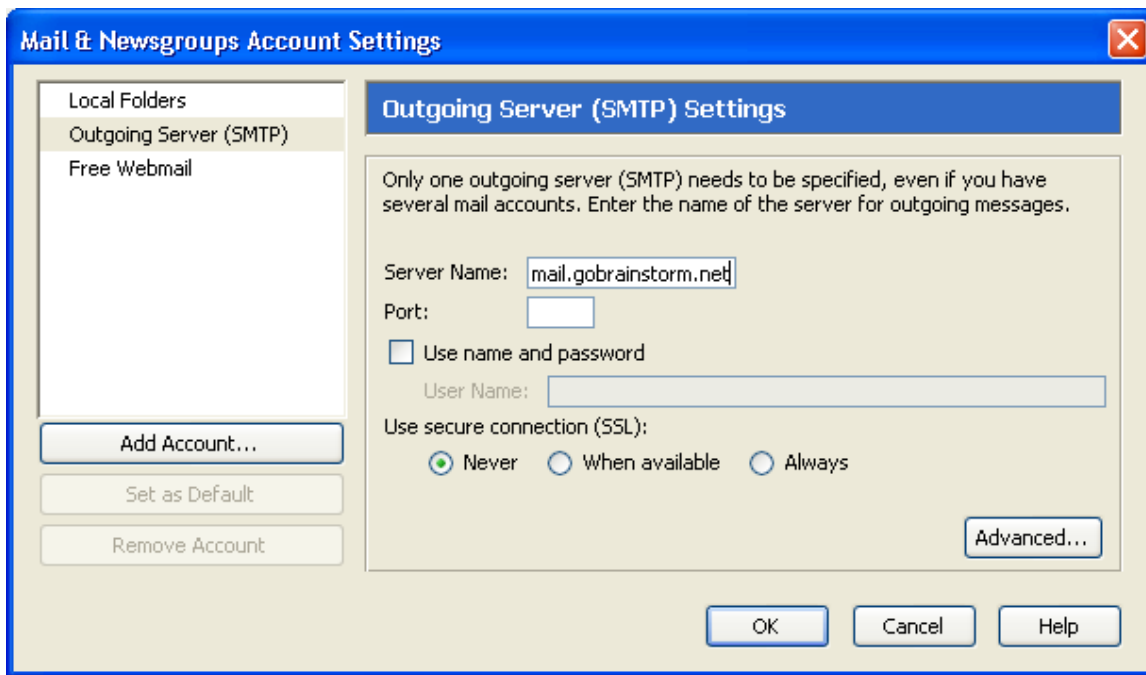 Mail & Newsgroups Account Settings
Local Folders
Outgoing Server (SMTP)
Free Webmail
Add Account...
Set as Default
Remove Account
Outgoing Server (SMTP) Settings
Only one outgoing server (SMTP) needs to be specified, even if you have
several mail accounts. Enter the name of the server for outgoing messages.
Server Name: mail.gobrainstorm.net
Port:
Use name and password
User Name:
Use secure connection (SSL):
Never When available Always
Advanced...
OK Cancel Help